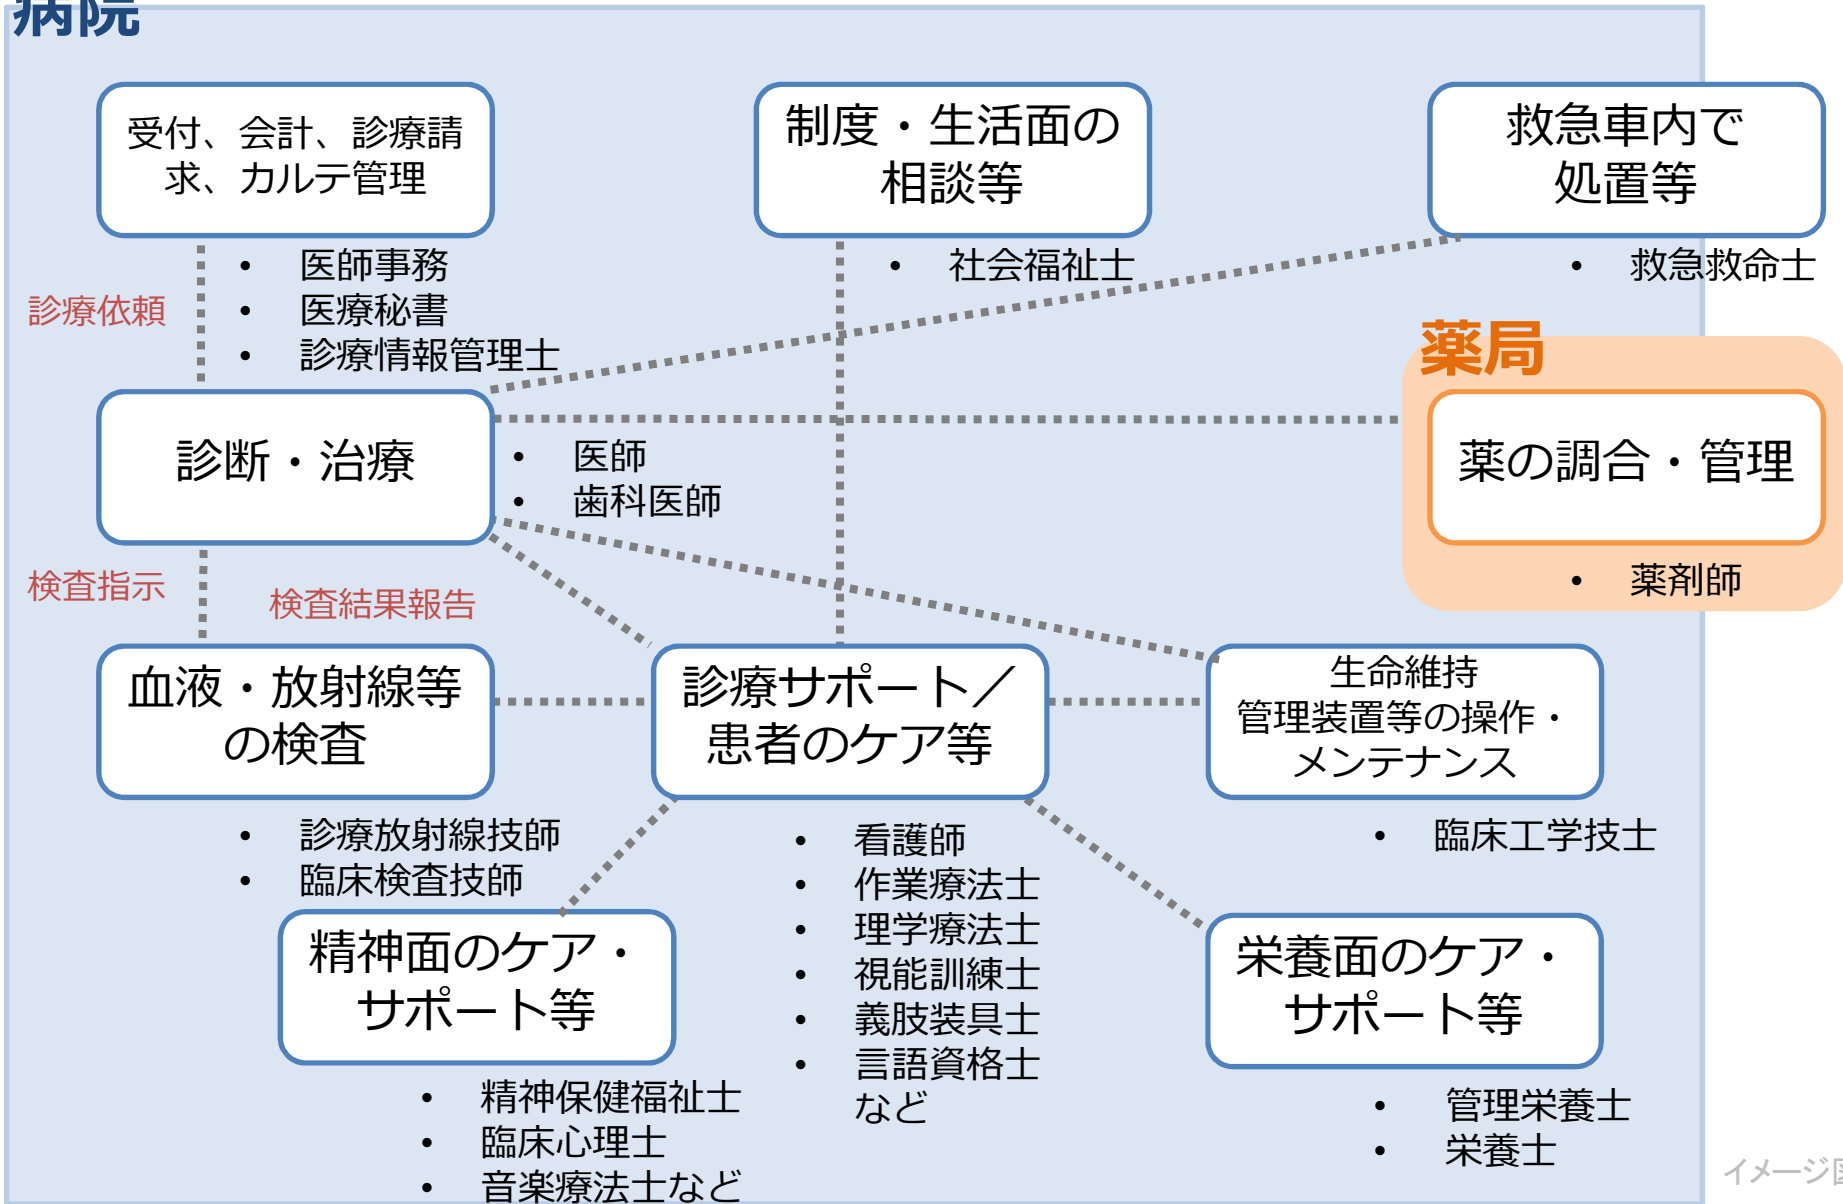 病院
受付、会計、診療請
求、カルテ管理
• 医師事務
• 医療秘書
• 診療情報管理士
制度・生活面の
相談等
• 社会福祉士
救急車内で
処置等
• 救急救命士
診療依頼
薬局
薬の調合・管理
• 薬剤師
診断・治療
• 医師
• 歯科医師
検査指示
検査結果報告
血液・放射線等
の検査
• 診療放射線技師
• 臨床検査技師
診療サポート／
患者のケア等
• 看護師
• 作業療法士
• 理学療法士
• 視能訓練士
• 義肢装具士
• 言語資格士
など
生命維持
管理装置等の操作・
メンテナンス
• 臨床工学技士
精神面のケア・
サポート等
• 精神保健福祉士
• 臨床心理士
• 音楽療法士など
栄養面のケア・
サポート等
• 管理栄養士
• 栄養士
イメージ図